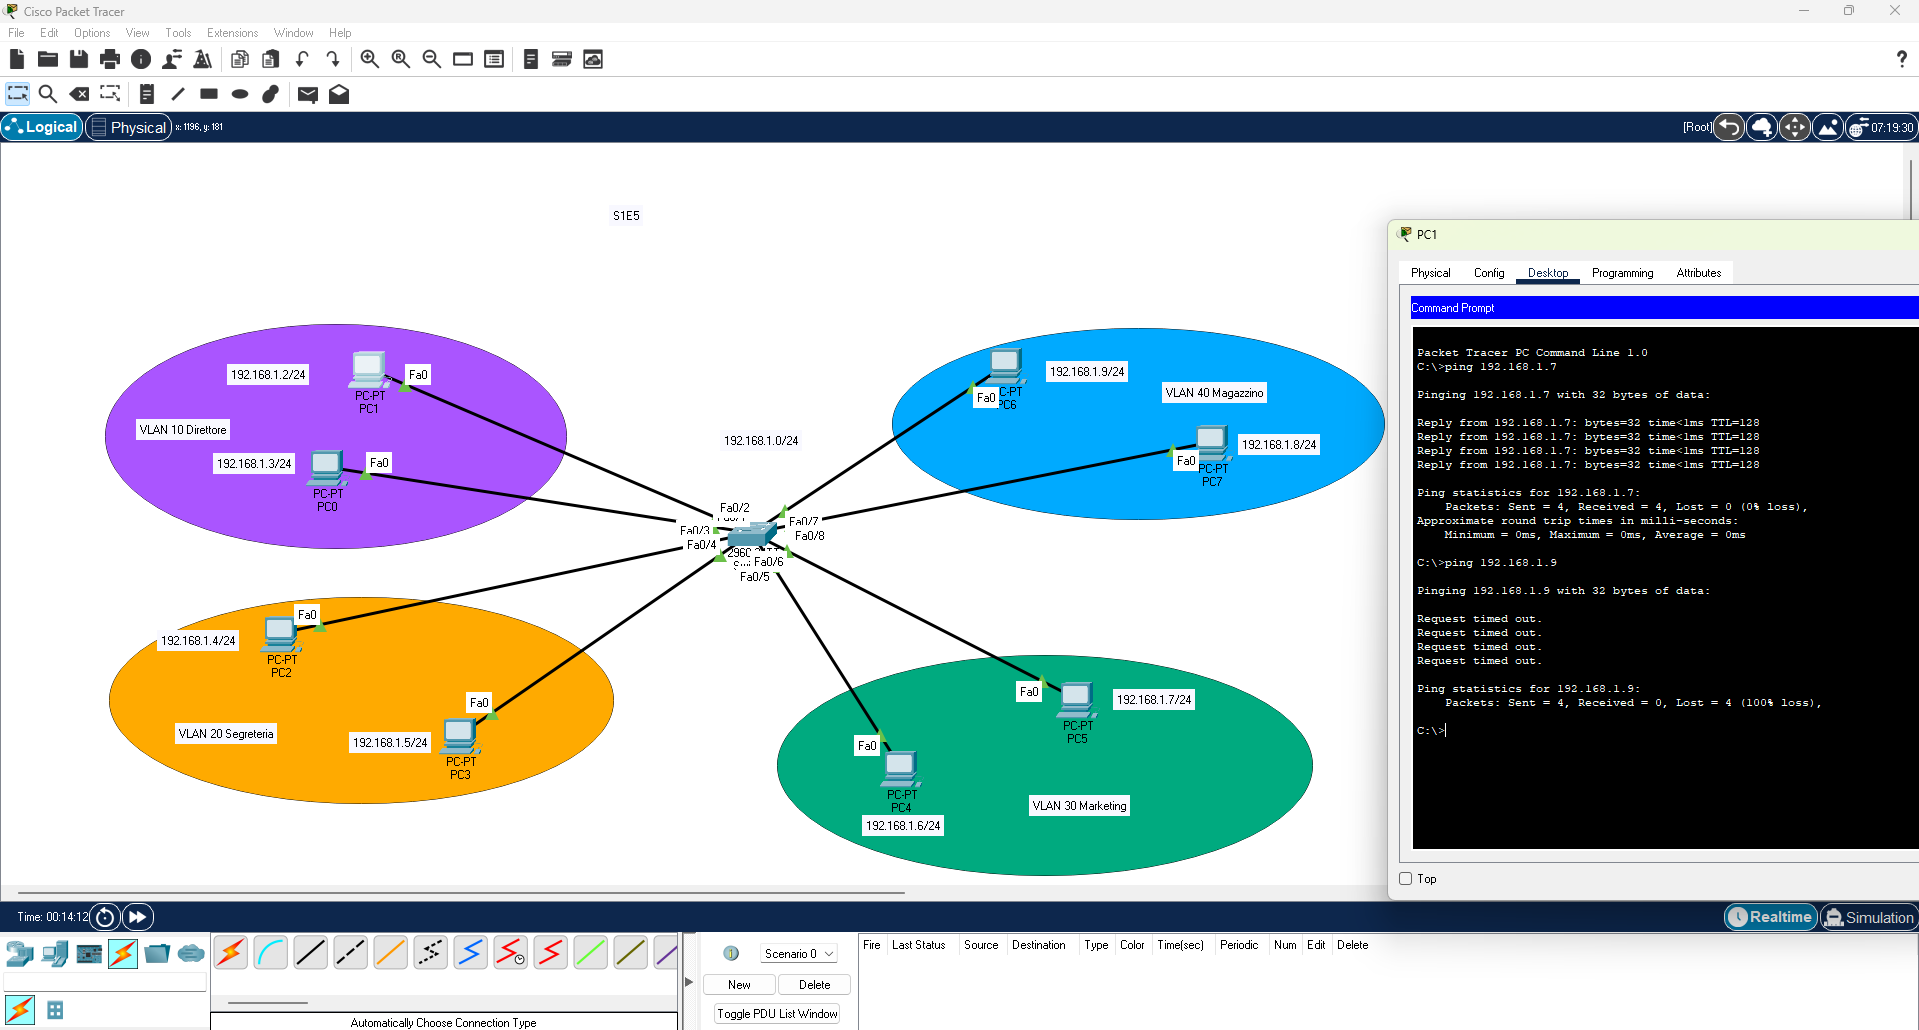 Cisco Packet Tracer
File Edit Options View Tools Extensions Window Help
?
Logical Physical x: 1196, y: 181
[Root] 07:19:30
S1E5
192.168.1.2/24
Fa0
PC-PT
PC1
VLAN 10 Direttore
192.168.1.3/24
Fa0
PC-PT
PC0
192.168.1.9/24
Fa0
C-PT
PC6
VLAN 40 Magazzino
192.168.1.8/24
Fa0
PC-PT
PC7
192.168.1.0/24
Fa0/2
Fa0/3
Fa0/4
Fa0/7
Fa0/8
2960
Fa0/6
Fa0/5
Fa0
192.168.1.4/24
PC-PT
PC2
Fa0
VLAN 20 Segreteria
192.168.1.5/24
PC-PT
PC3
Fa0
192.168.1.7/24
PC-PT
PC5
Fa0
PC-PT
PC4
VLAN 30 Marketing
192.168.1.6/24
PC1
Physical Config Desktop Programming Attributes
Command Prompt
Packet Tracer PC Command Line 1.0
C:\>ping 192.168.1.7
Pinging 192.168.1.7 with 32 bytes of data:
Reply from 192.168.1.7: bytes=32 time<1ms TTL=128
Reply from 192.168.1.7: bytes=32 time<1ms TTL=128
Reply from 192.168.1.7: bytes=32 time<1ms TTL=128
Reply from 192.168.1.7: bytes=32 time<1ms TTL=128
Ping statistics for 192.168.1.7:
Packets: Sent = 4, Received = 4, Lost = 0 (0% loss),
Approximate round trip times in milli-seconds:
Minimum = 0ms, Maximum = 0ms, Average = 0ms
C:\>ping 192.168.1.9
Pinging 192.168.1.9 with 32 bytes of data:
Request timed out.
Request timed out.
Request timed out.
Request timed out.
Ping statistics for 192.168.1.9:
Packets: Sent = 4, Received = 0, Lost = 4 (100% loss),
C:\>
Top
Time: 00:14:12
Realtime Simulation
Scenario 0
New Delete
Toggle PDU List Window
Fire Last Status Source Destination Type Color Time(sec) Periodic Num Edit Delete
Automatically Choose Connection Type